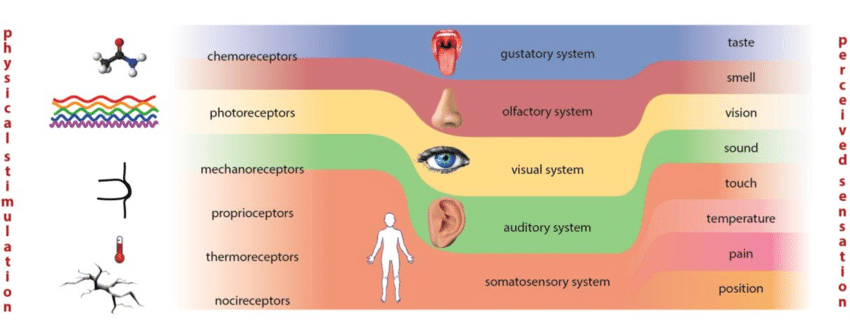 physical stimulation
chemoreceptors
photoreceptors
mechanoreceptors
proprioceptors
thermoreceptors
nocireceptors
gustatory system
olfactory system
visual system
auditory system
somatosensory system
taste
smell
vision
sound
touch
temperature
pain
position
perceived sensation